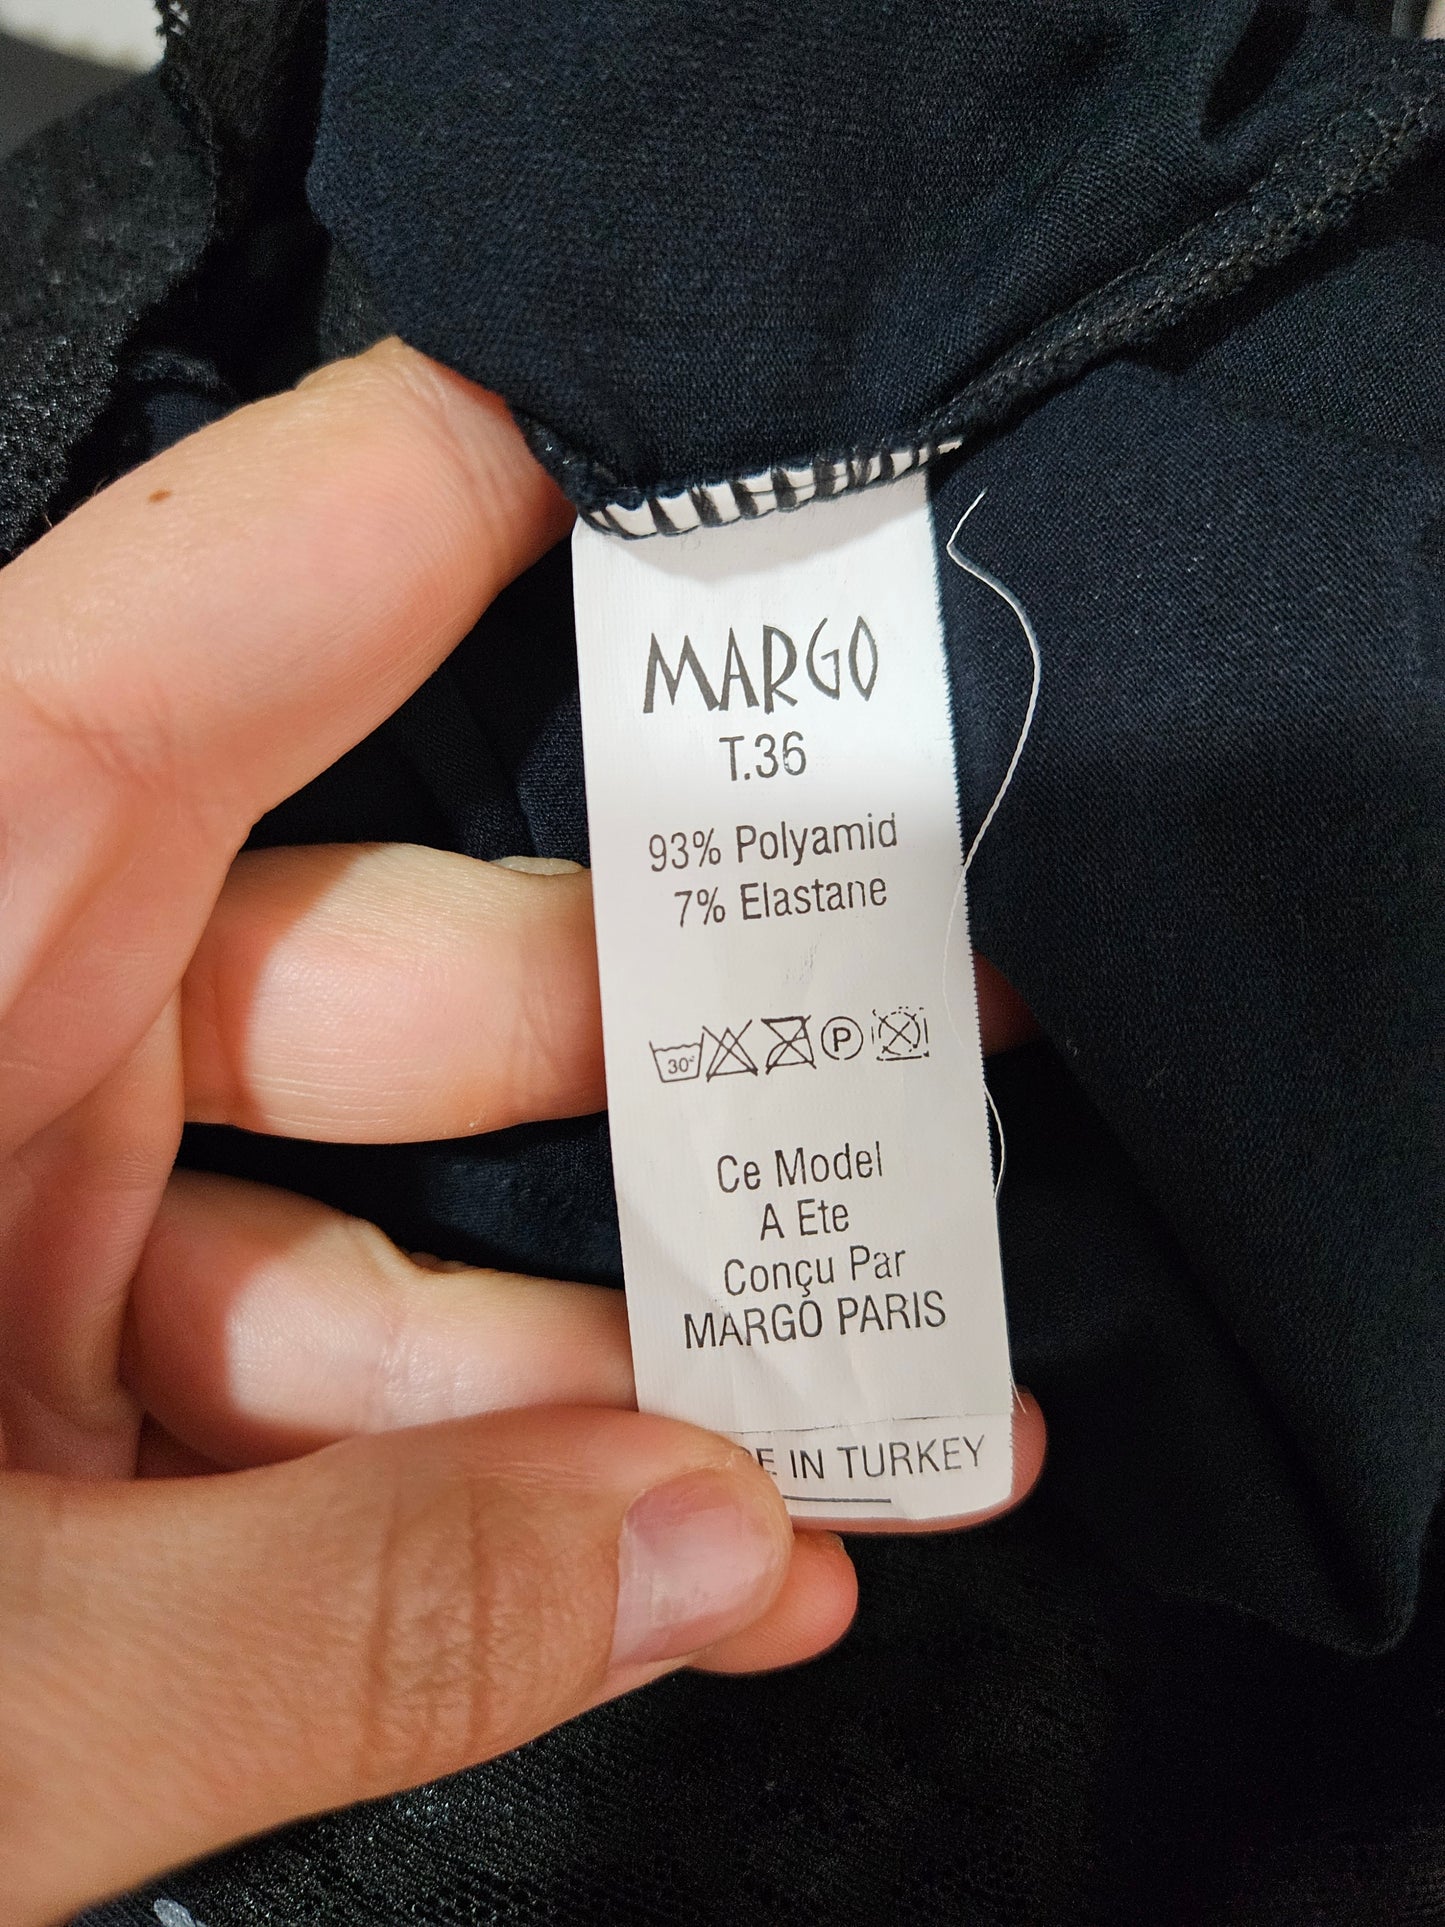 MARGO
T.36
93% Polyamid
7% Elastane
30°
P
Ce Model
A Ete
Conçu Par
MARGO PARIS
IN TURKEY